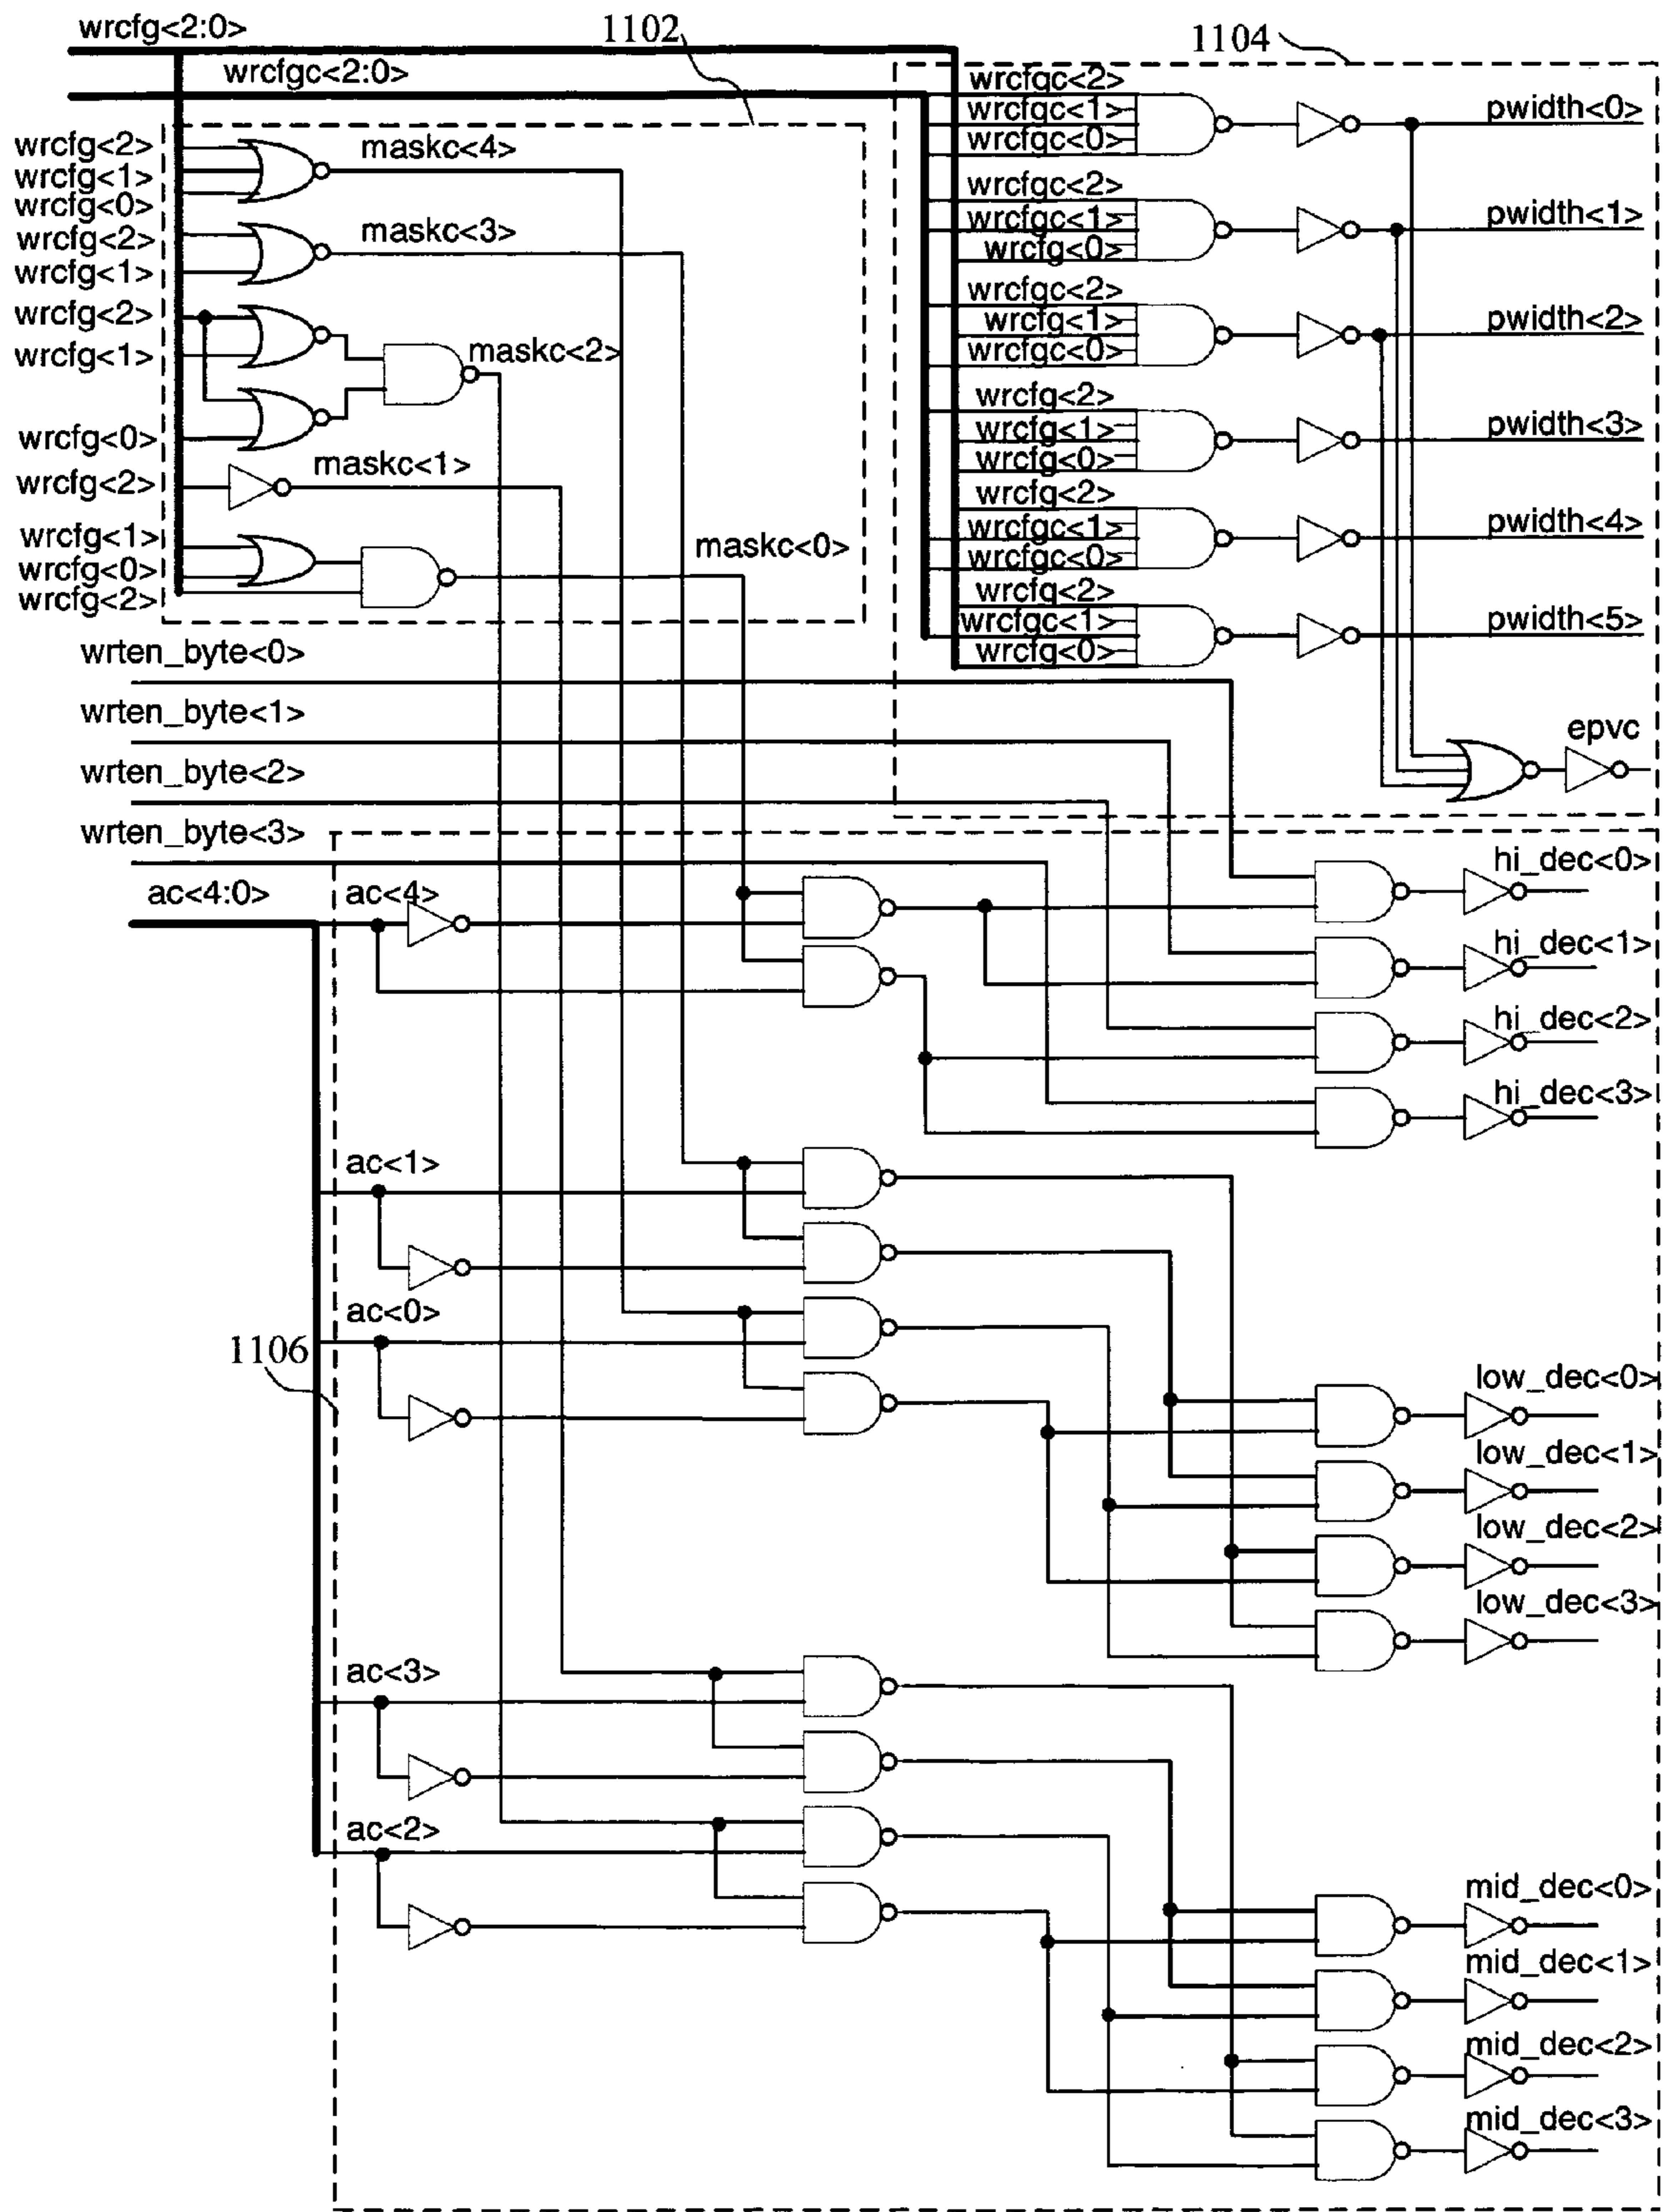 wrcfg<2:0>
1102
1104
wrcfgc<2:0>
wrcfg<2>
wrcfg<1>
wrcfg<0>
maskc<4>
wrcfg<2>
wrcfg<1>
maskc<3>
wrcfg<2>
wrcfg<1>
maskc<2>
wrcfg<0>
wrcfg<2>
maskc<1>
wrcfg<1>
wrcfg<0>
wrcfg<2>
maskc<0>
wrcfgc<2>
wrcfgc<1>
wrcfgc<0>
pwidth<0>
wrcfgc<2>
wrcfgc<1>
wrcfg<0>
pwidth<1>
wrcfgc<2>
wrcfg<1>
wrcfgc<0>
pwidth<2>
wrcfg<2>
wrcfg<1>
wrcfg<0>
pwidth<3>
wrcfg<2>
wrcfgc<1>
wrcfgc<0>
pwidth<4>
wrcfg<2>
wrcfgc<1>
wrcfg<0>
pwidth<5>
epvc
wrten_byte<0>
wrten_byte<1>
wrten_byte<2>
wrten_byte<3>
ac<4:0>
ac<4>
hi_dec<0>
hi_dec<1>
hi_dec<2>
hi_dec<3>
ac<1>
ac<0>
1106
low_dec<0>
low_dec<1>
low_dec<2>
low_dec<3>
ac<3>
ac<2>
mid_dec<0>
mid_dec<1>
mid_dec<2>
mid_dec<3>